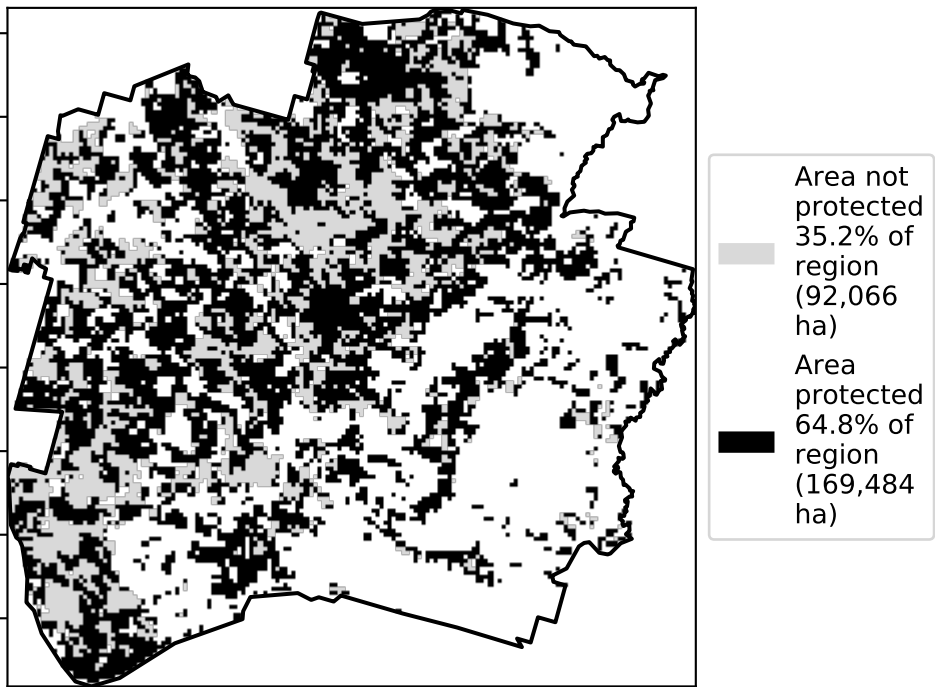 Area not
protected
35.2% of
region
(92,066
ha)
Area
protected
64.8% of
region
(169,484
ha)